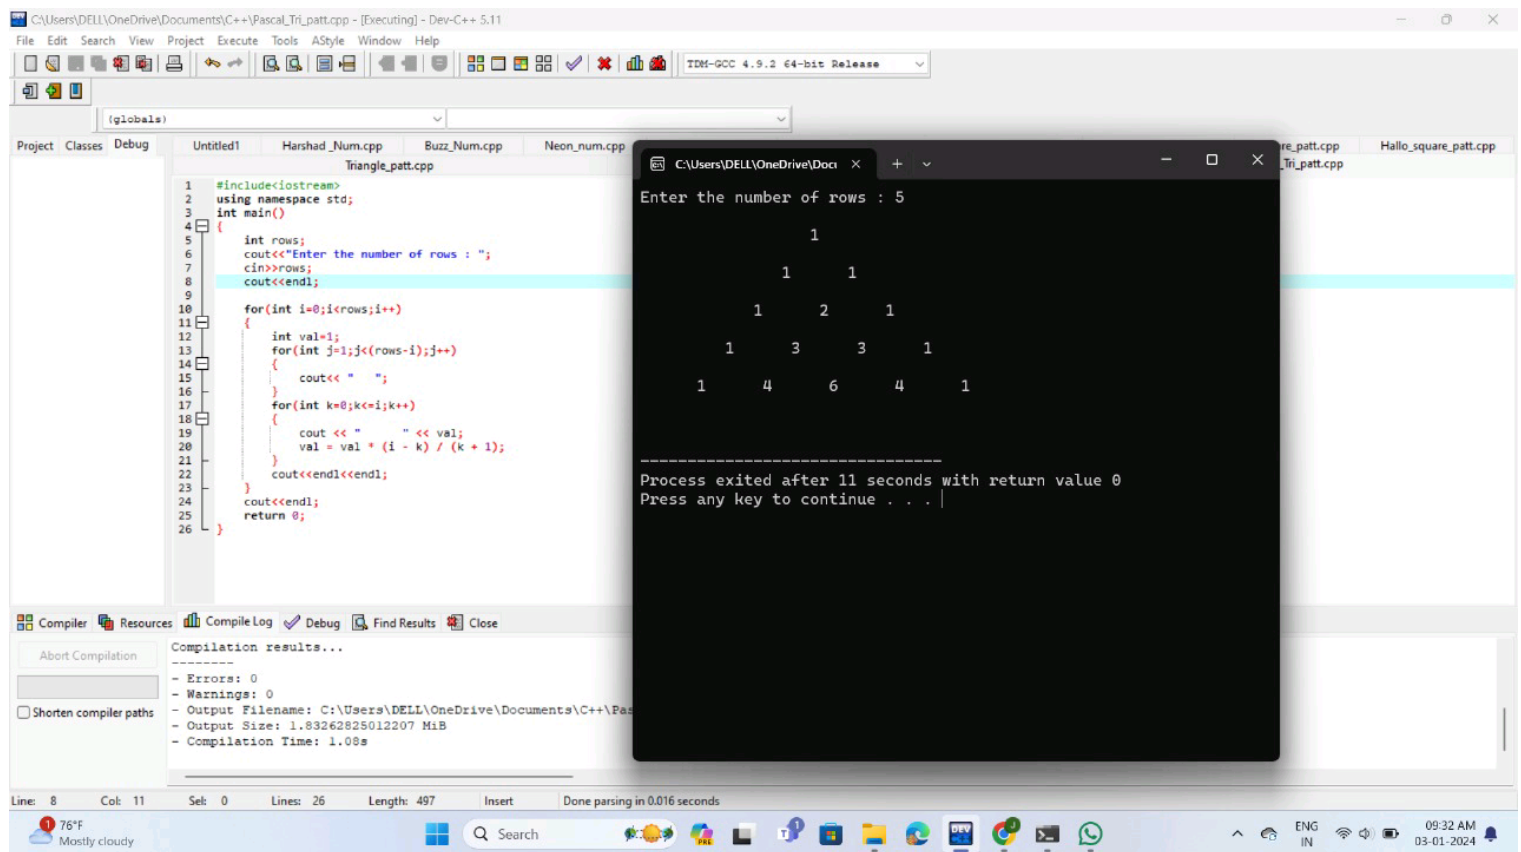 C:\Users\DELL\OneDrive\Documents\C++\Pascal_Tri_patt.cpp - [Executing] - Dev-C++ 5.11
File Edit Search View Project Execute Tools AStyle Window Help
TDM-GCC 4.9.2 64-bit Release
(globals)
Project Classes Debug
Untitled1 Harshad_Num.cpp Buzz_Num.cpp Neon_num.cpp re_patt.cpp Hallo_square_patt.cpp
Triangle_patt.cpp _Tri_patt.cpp
1 #include<iostream>
2 using namespace std;
3 int main()
4 {
5 int rows;
6 cout<<"Enter the number of rows : ";
7 cin>>rows;
8 cout<<endl;
9
10 for(int i=0;i<rows;i++)
11 {
12 int val=1;
13 for(int j=1;j<(rows-i);j++)
14 {
15 cout<< "   ";
16 }
17 for(int k=0;k<=i;k++)
18 {
19 cout << "      " << val;
20 val = val * (i - k) / (k + 1);
21 }
22 cout<<endl<<endl;
23 }
24 cout<<endl;
25 return 0;
26 }
C:\Users\DELL\OneDrive\Docu
Enter the number of rows : 5
1
1 1
1 2 1
1 3 3 1
1 4 6 4 1
--------------------------------
Process exited after 11 seconds with return value 0
Press any key to continue . . .
Compiler Resources Compile Log Debug Find Results Close
Abort Compilation
Shorten compiler paths
Compilation results...
--------
- Errors: 0
- Warnings: 0
- Output Filename: C:\Users\DELL\OneDrive\Documents\C++\Pas
- Output Size: 1.83262825012207 MiB
- Compilation Time: 1.08s
Line: 8 Col: 11 Sel: 0 Lines: 26 Length: 497 Insert Done parsing in 0.016 seconds
1
76°F
Mostly cloudy
Search
PRE
1
DEV
J
ENG
IN
09:32 AM
03-01-2024